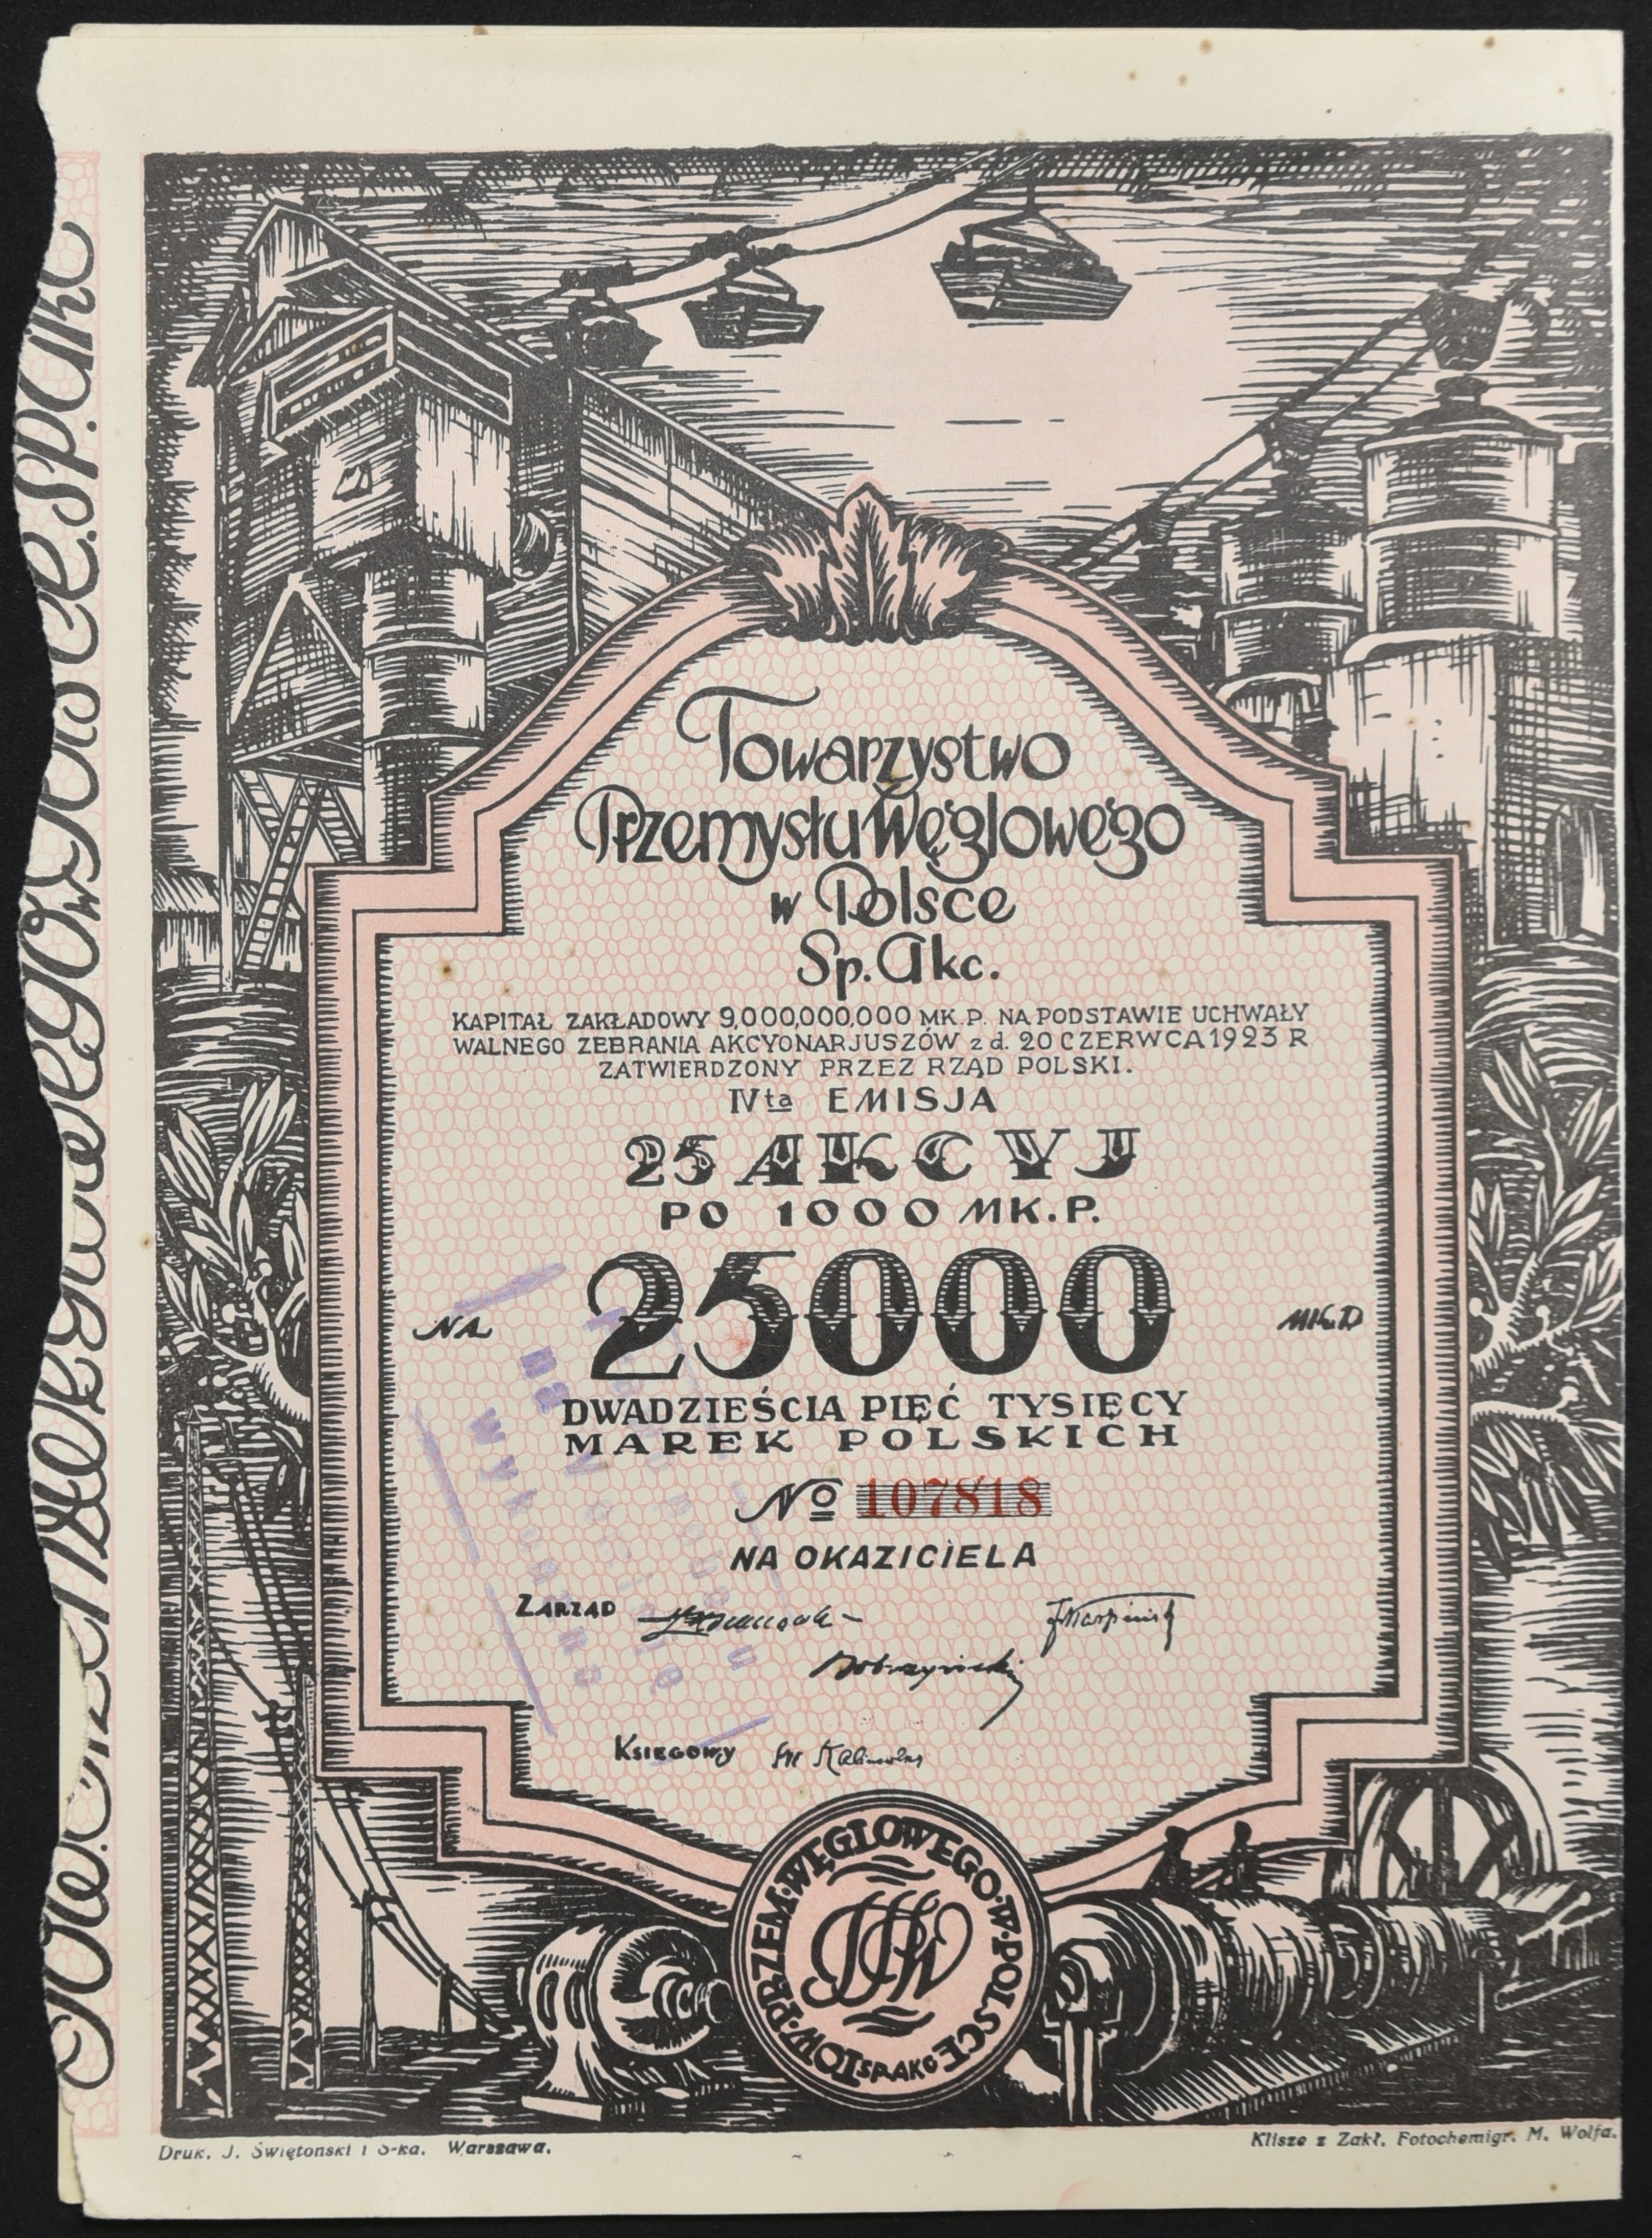 Towarzystwo
Przemysłu Węglowego
w Polsce
Sp. Akc.
KAPITAŁ ZAKŁADOWY 9,000,000,000 MK.P. NA PODSTAWIE UCHWAŁY
WALNEGO ZEBRANIA AKCYONARJUSZÓW z d. 20 CZERWCA 1923 R
ZATWIERDZONY PRZEZ RZĄD POLSKI.
IVta EMISJA
25 AKCYJ
PO 1000 MK.P.
NA 25000 MK.P
DWADZIEŚCIA PIĘĆ TYSIĘCY
MAREK POLSKICH
No 107818
NA OKAZICIELA
ZARZĄD
Dobrzyński
KSIĘGOWY
TOW. PRZEM. WĘGLOWEGO. W. POLSCE
SP. AKC
TPW
Druk. J. Świętoński i S-ka. Warszawa.
Klisze z Zakł. Fotochemigr. M. Wolfa.